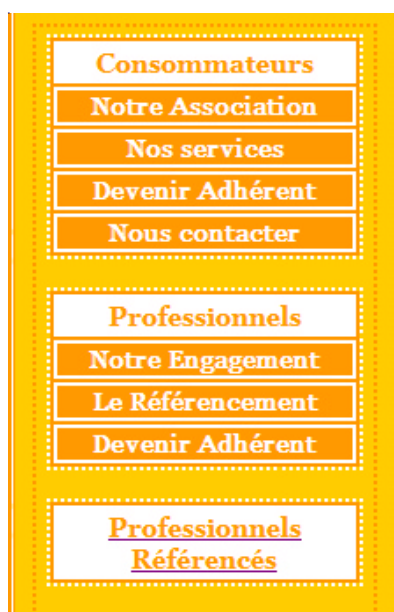 Consommateurs
Notre Association
Nos services
Devenir Adhérent
Nous contacter
Professionnels
Notre Engagement
Le Référencement
Devenir Adhérent
Professionnels
Référencés